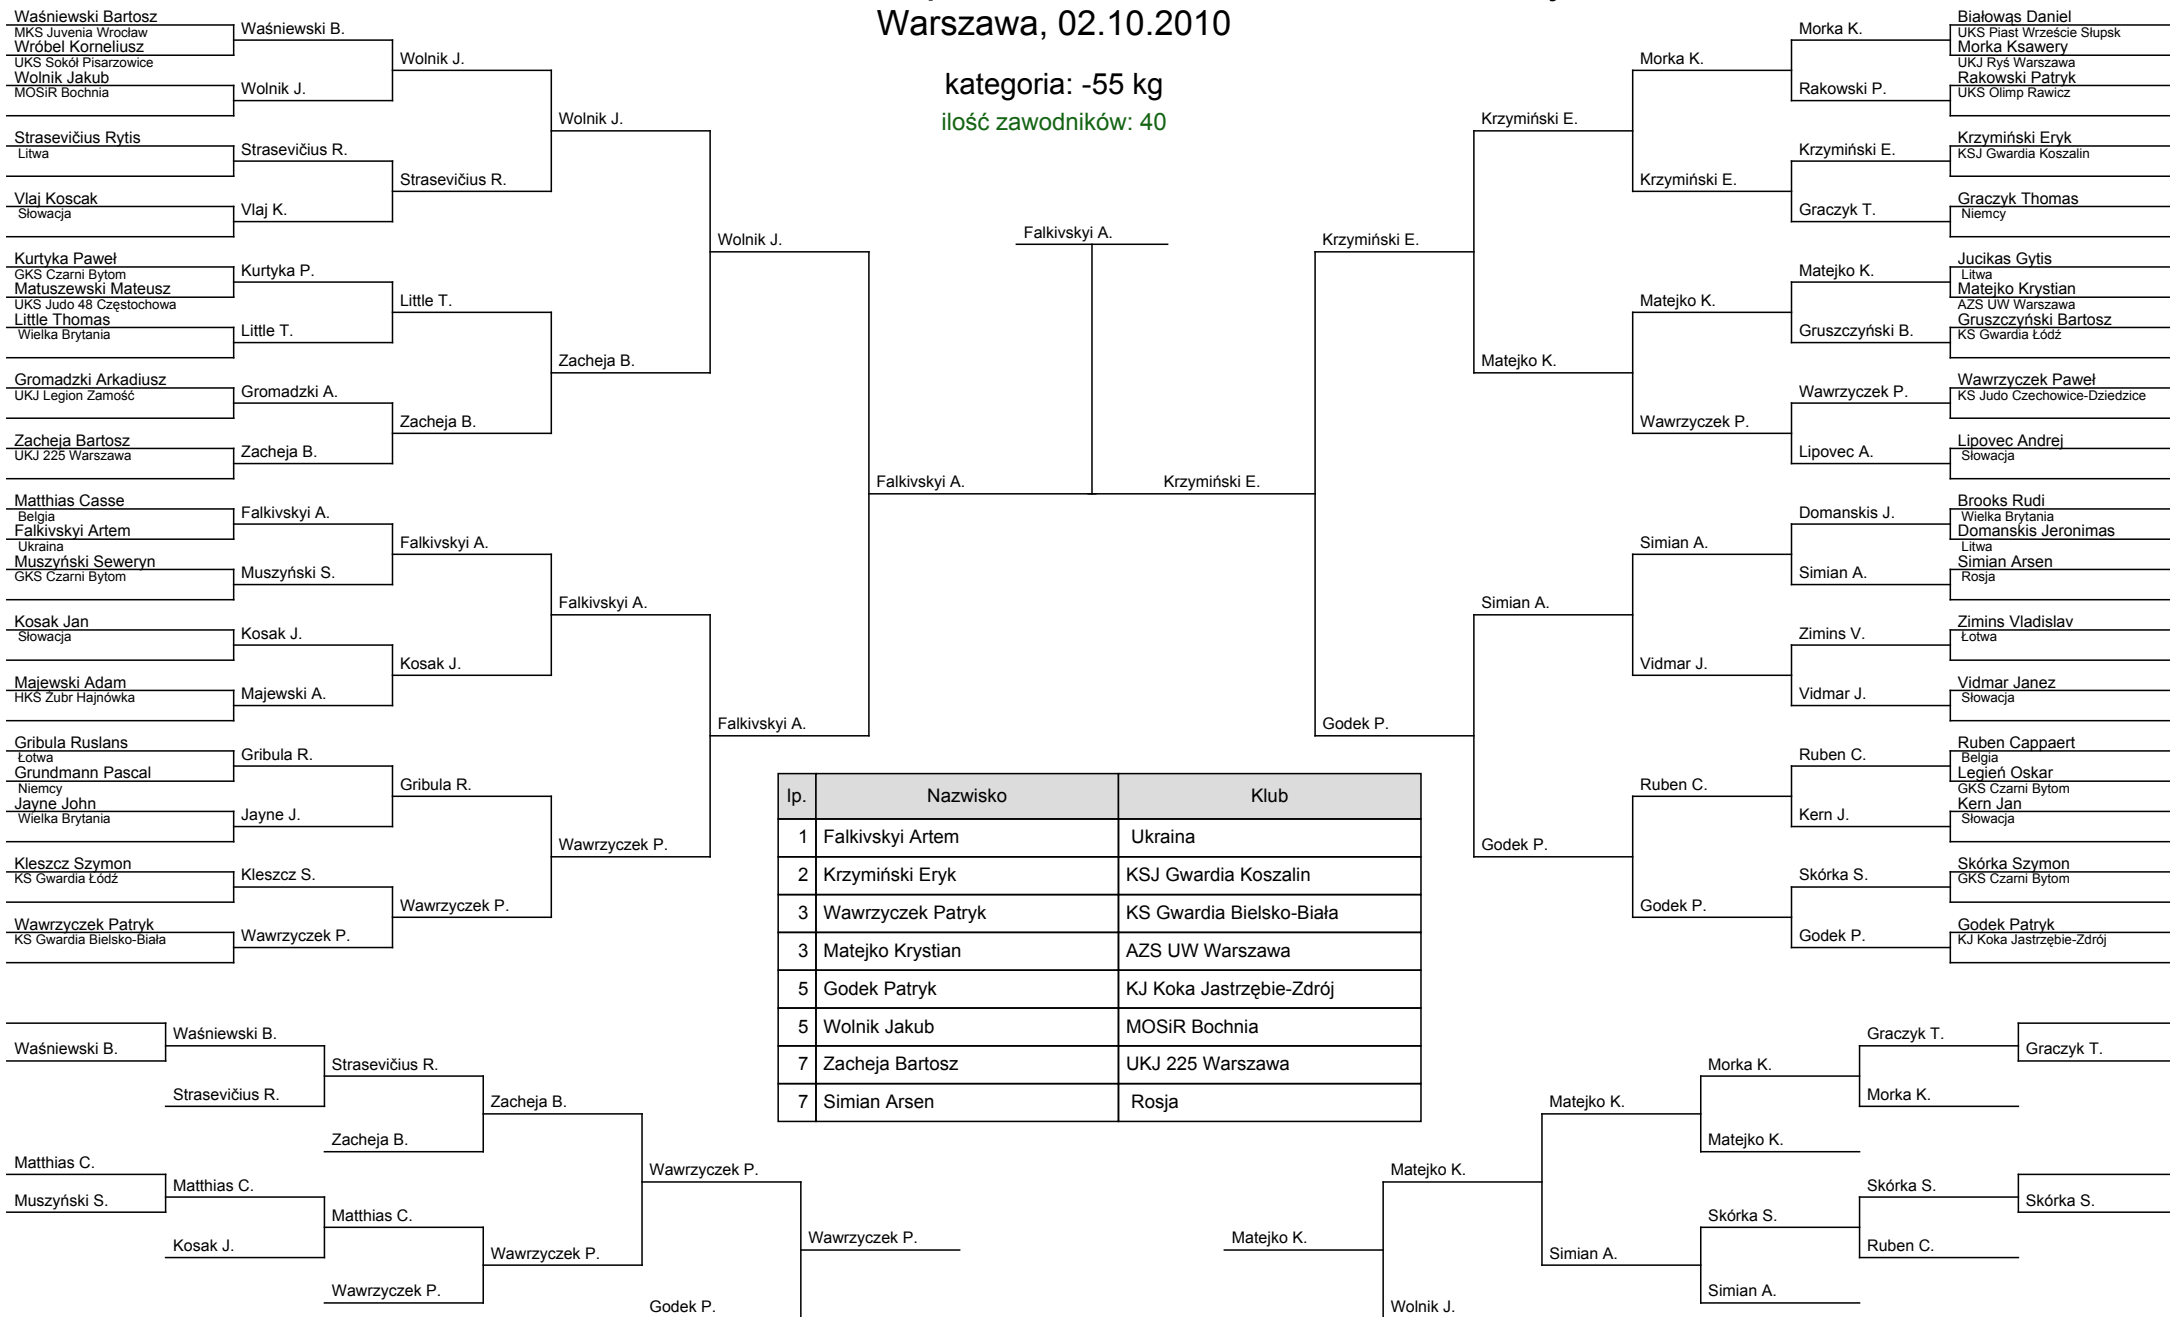 Warszawa, 02.10.2010
kategoria: -55 kg
ilość zawodników: 40
Waśniewski Bartosz
MKS Juvenia Wrocław
Wróbel Korneliusz
UKS Sokół Pisarzowice
Wolnik Jakub
MOSiR Bochnia
Strasevičius Rytis
Litwa
Vlaj Koscak
Słowacja
Kurtyka Paweł
GKS Czarni Bytom
Matuszewski Mateusz
UKS Judo 48 Częstochowa
Little Thomas
Wielka Brytania
Gromadzki Arkadiusz
UKJ Legion Zamość
Zacheja Bartosz
UKJ 225 Warszawa
Matthias Casse
Belgia
Falkivskyi Artem
Ukraina
Muszyński Seweryn
GKS Czarni Bytom
Kosak Jan
Słowacja
Majewski Adam
HKS Żubr Hajnówka
Gribula Ruslans
Łotwa
Grundmann Pascal
Niemcy
Jayne John
Wielka Brytania
Kleszcz Szymon
KS Gwardia Łódź
Wawrzyczek Patryk
KS Gwardia Bielsko-Biała
Waśniewski B.
Wolnik J.
Strasevičius R.
Vlaj K.
Kurtyka P.
Little T.
Gromadzki A.
Zacheja B.
Falkivskyi A.
Muszyński S.
Kosak J.
Majewski A.
Gribula R.
Jayne J.
Kleszcz S.
Wawrzyczek P.
Wolnik J.
Strasevičius R.
Little T.
Zacheja B.
Falkivskyi A.
Kosak J.
Gribula R.
Wawrzyczek P.
Wolnik J.
Zacheja B.
Falkivskyi A.
Wawrzyczek P.
Wolnik J.
Falkivskyi A.
Falkivskyi A.
Falkivskyi A.
Krzymiński E.
Krzymiński E.
Godek P.
Krzymiński E.
Matejko K.
Simian A.
Godek P.
Morka K.
Krzymiński E.
Matejko K.
Wawrzyczek P.
Simian A.
Vidmar J.
Ruben C.
Godek P.
Morka K.
Rakowski P.
Krzymiński E.
Graczyk T.
Matejko K.
Gruszczyński B.
Wawrzyczek P.
Lipovec A.
Domanskis J.
Simian A.
Zimins V.
Vidmar J.
Ruben C.
Kern J.
Skórka S.
Godek P.
Białowąs Daniel
UKS Piast Wrzeście Słupsk
Morka Ksawery
UKJ Ryś Warszawa
Rakowski Patryk
UKS Olimp Rawicz
Krzymiński Eryk
KSJ Gwardia Koszalin
Graczyk Thomas
Niemcy
Jucikas Gytis
Litwa
Matejko Krystian
AZS UW Warszawa
Gruszczyński Bartosz
KS Gwardia Łódź
Wawrzyczek Paweł
KS Judo Czechowice-Dziedzice
Lipovec Andrej
Słowacja
Brooks Rudi
Wielka Brytania
Domanskis Jeronimas
Litwa
Simian Arsen
Rosja
Zimins Vladislav
Łotwa
Vidmar Janez
Słowacja
Ruben Cappaert
Belgia
Legień Oskar
GKS Czarni Bytom
Kern Jan
Słowacja
Skórka Szymon
GKS Czarni Bytom
Godek Patryk
KJ Koka Jastrzębie-Zdrój
lp. Nazwisko Klub
1 Falkivskyi Artem Ukraina
2 Krzymiński Eryk KSJ Gwardia Koszalin
3 Wawrzyczek Patryk KS Gwardia Bielsko-Biała
3 Matejko Krystian AZS UW Warszawa
5 Godek Patryk KJ Koka Jastrzębie-Zdrój
5 Wolnik Jakub MOSiR Bochnia
7 Zacheja Bartosz UKJ 225 Warszawa
7 Simian Arsen Rosja
Waśniewski B.
Matthias C.
Muszyński S.
Waśniewski B.
Strasevičius R.
Matthias C.
Kosak J.
Strasevičius R.
Zacheja B.
Matthias C.
Wawrzyczek P.
Zacheja B.
Wawrzyczek P.
Wawrzyczek P.
Godek P.
Wawrzyczek P.
Matejko K.
Matejko K.
Wolnik J.
Matejko K.
Simian A.
Morka K.
Matejko K.
Skórka S.
Simian A.
Graczyk T.
Morka K.
Skórka S.
Ruben C.
Graczyk T.
Skórka S.